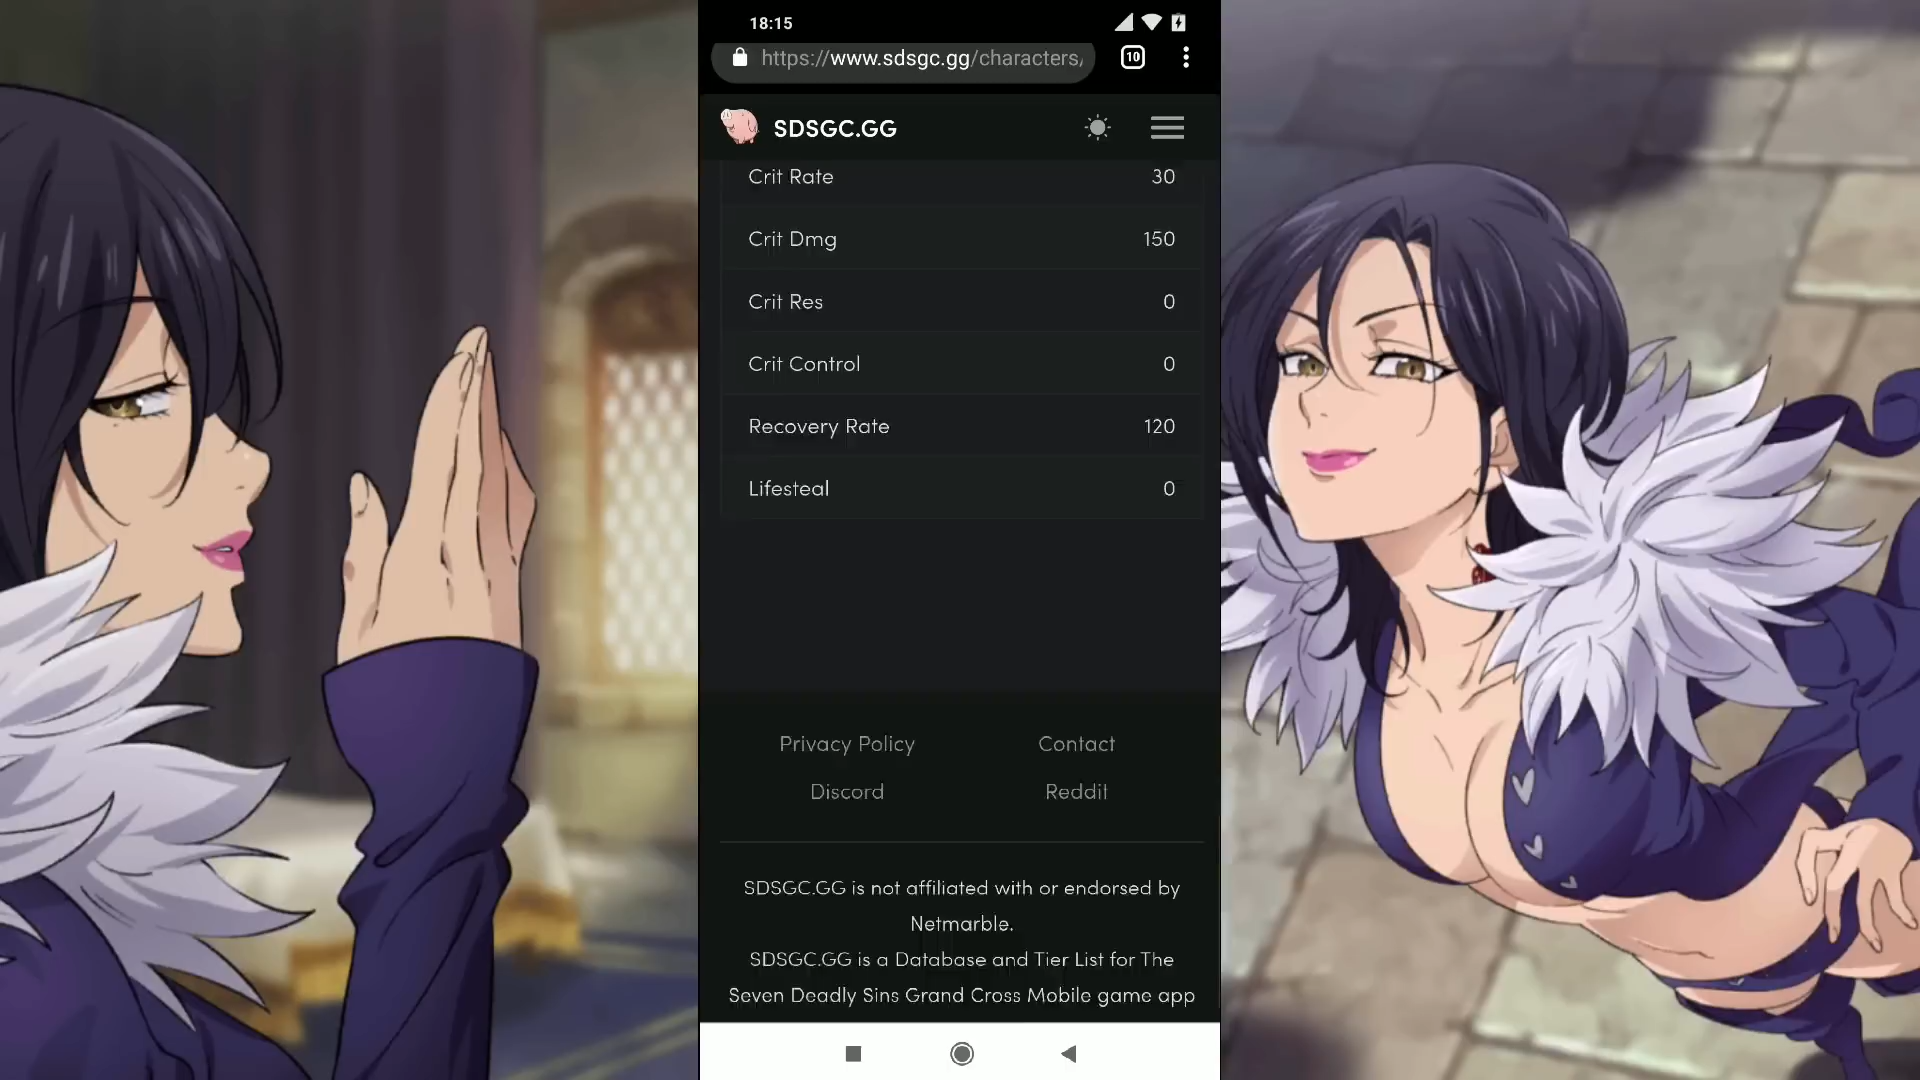 18:15
https://www.sdsgc.gg/characters/
10
SDSGC.GG
Crit Rate 30
Crit Dmg 150
Crit Res 0
Crit Control 0
Recovery Rate 120
Lifesteal 0
Privacy Policy Contact
Discord Reddit
SDSGC.GG is not affiliated with or endorsed by
Netmarble.
SDSGC.GG is a Database and Tier List for The
Seven Deadly Sins Grand Cross Mobile game app